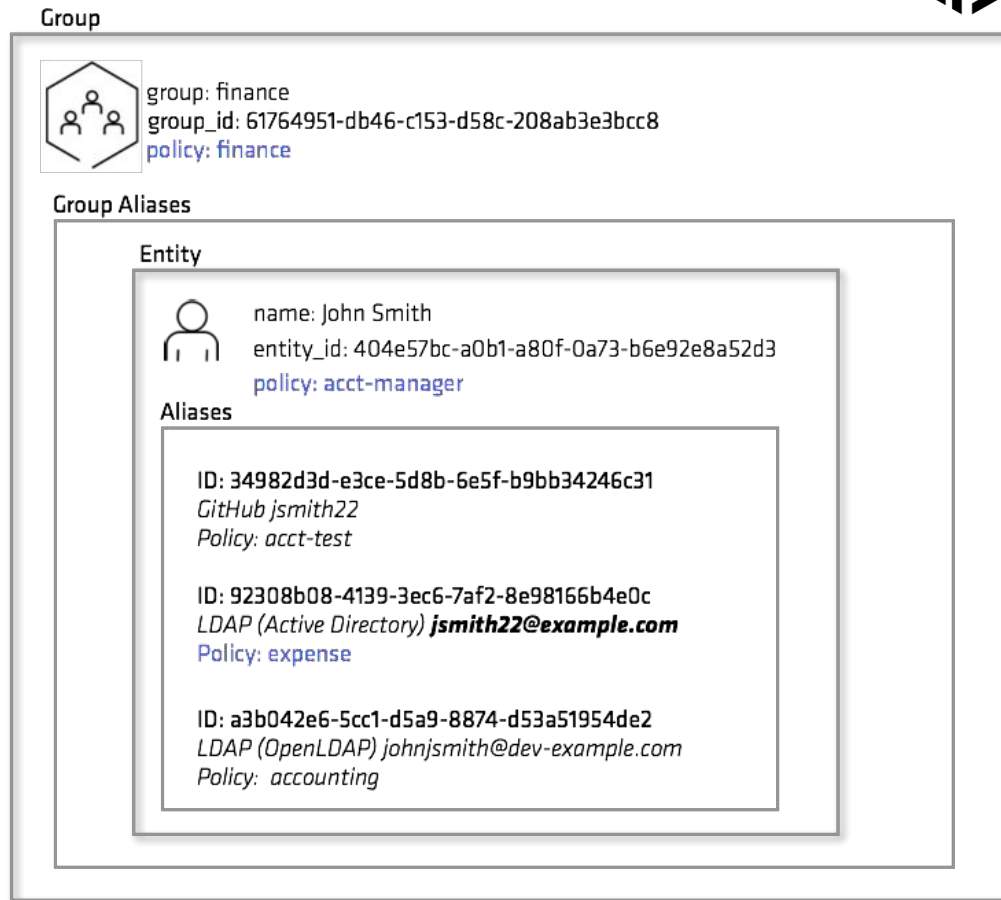 Group
group: finance
group_id: 61764951-db46-c153-d58c-208ab3e3bcc8
policy: finance
Group Aliases
Entity
name: John Smith
entity_id: 404e57bc-a0b1-a80f-0a73-b6e92e8a52d3
policy: acct-manager
Aliases
ID: 34982d3d-e3ce-5d8b-6e5f-b9bb34246c31
GitHub jsmith22
Policy: acct-test
ID: 92308b08-4139-3ec6-7af2-8e98166b4e0c
LDAP (Active Directory) jsmith22@example.com
Policy: expense
ID: a3b042e6-5cc1-d5a9-8874-d53a51954de2
LDAP (OpenLDAP) johnjsmith@dev-example.com
Policy: accounting